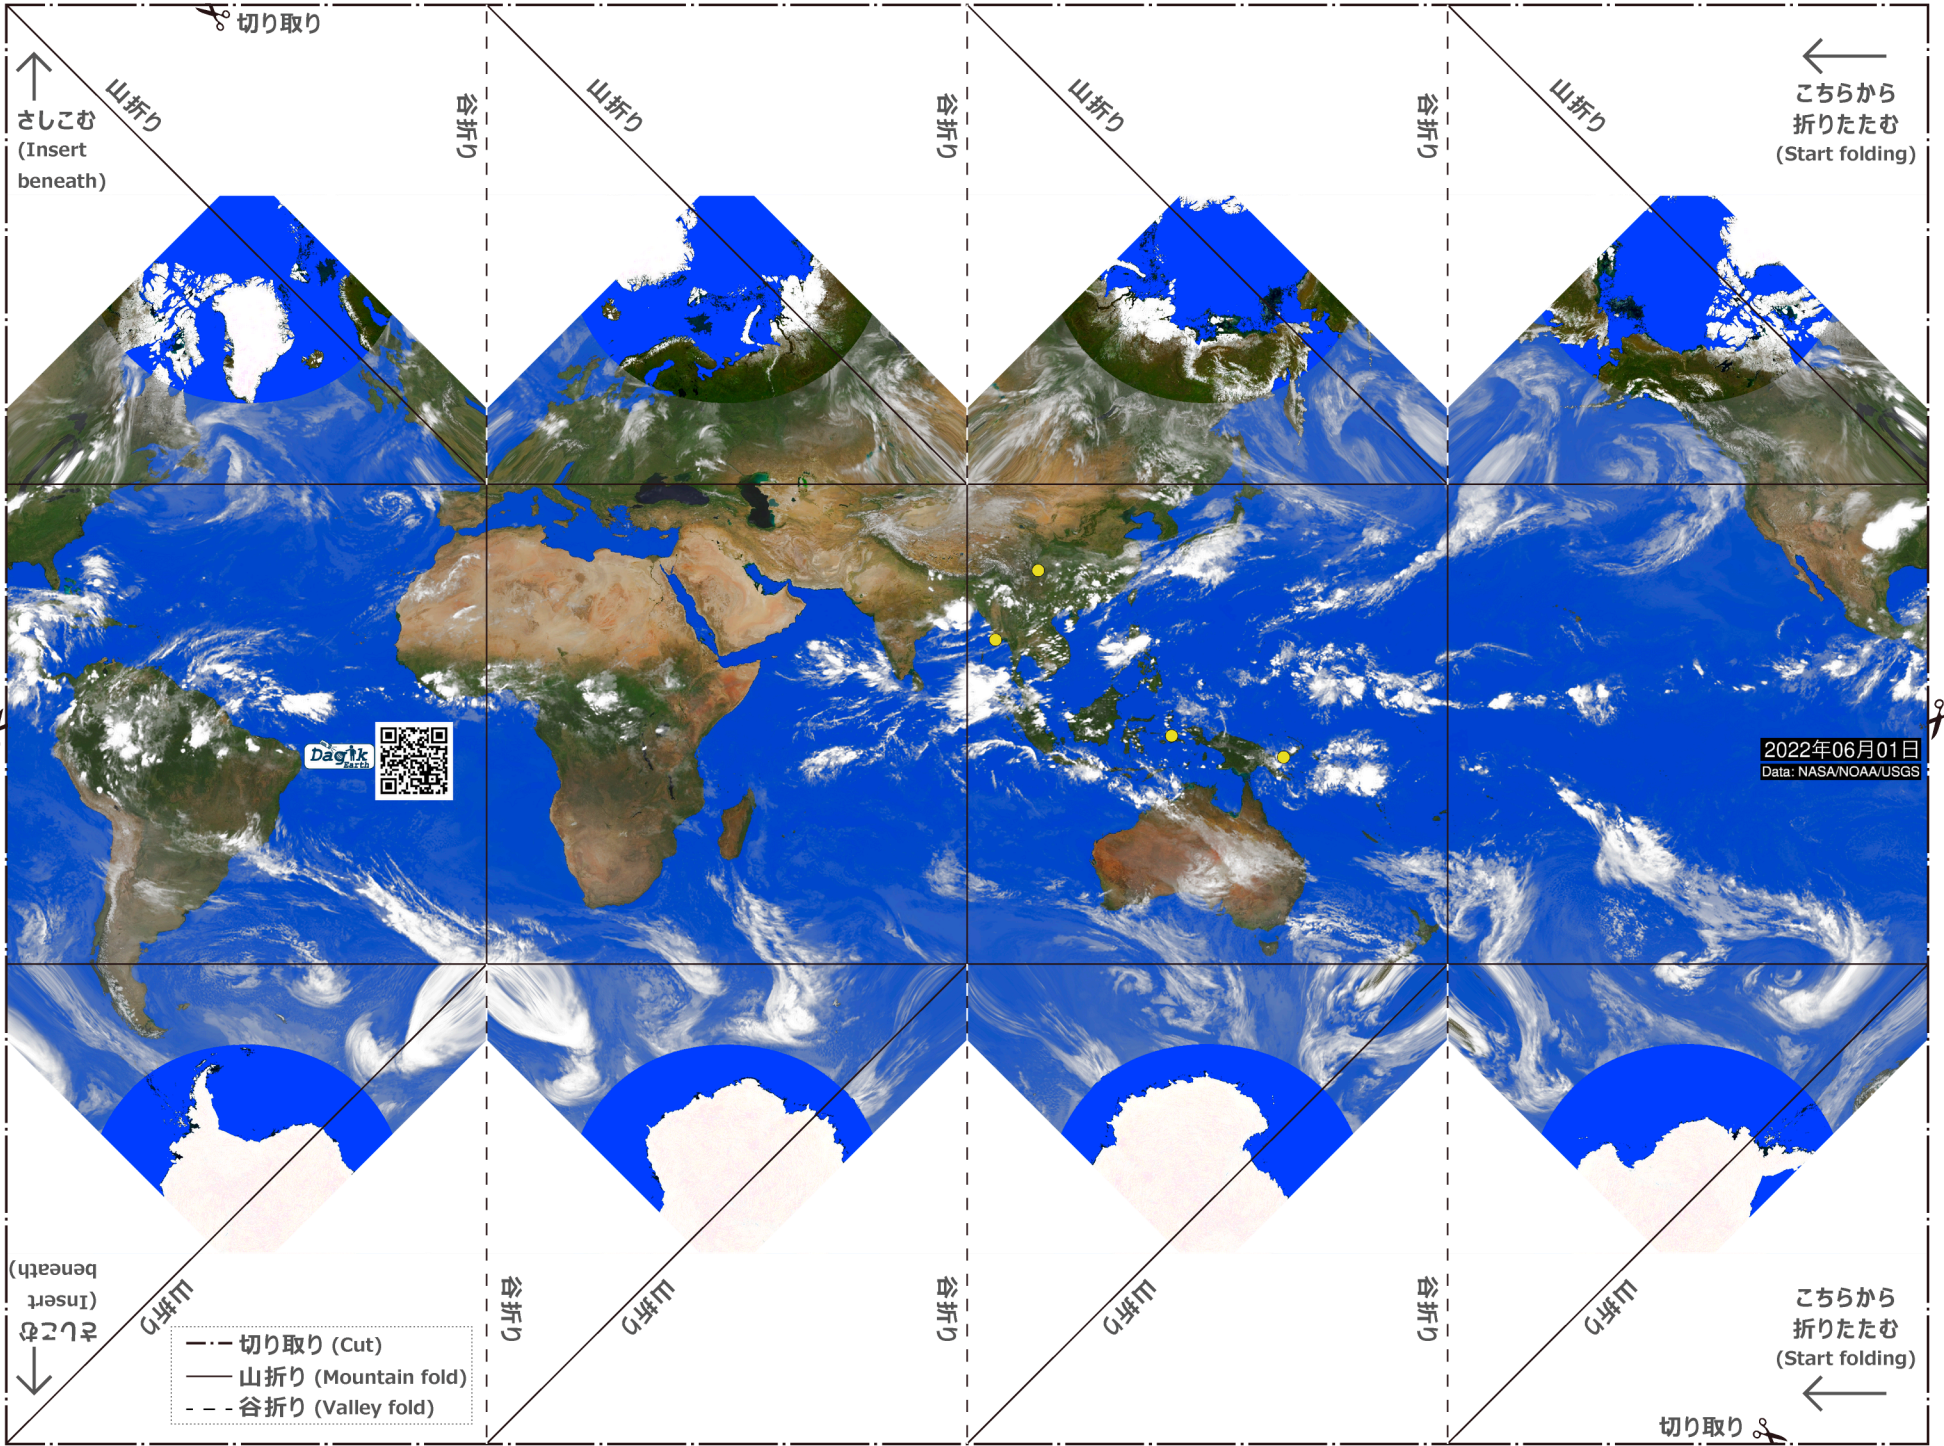 切り取り
さしこむ
(Insert
beneath)
山折り
谷折り
山折り
谷折り
山折り
谷折り
山折り
こちらから
折りたたむ
(Start folding)
Dagik
Earth
2022年06月01日
Data: NASA/NOAA/USGS
さしこむ
(Insert
beneath)
山折り
谷折り
山折り
谷折り
山折り
谷折り
山折り
こちらから
折りたたむ
(Start folding)
切り取り (Cut)
山折り (Mountain fold)
谷折り (Valley fold)
切り取り